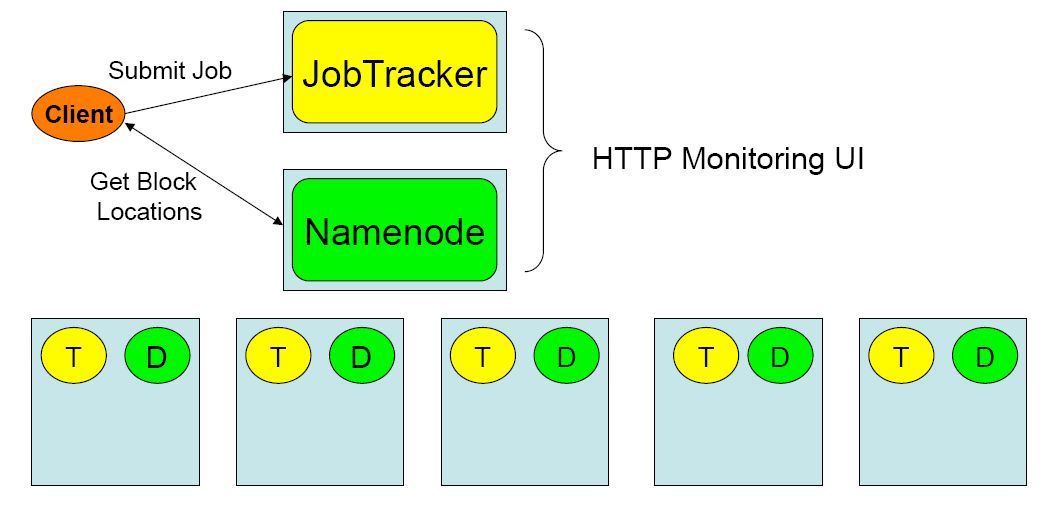 Submit Job
JobTracker
Client
HTTP Monitoring UI
Get Block
Locations
Namenode
T D T D T D T D T D